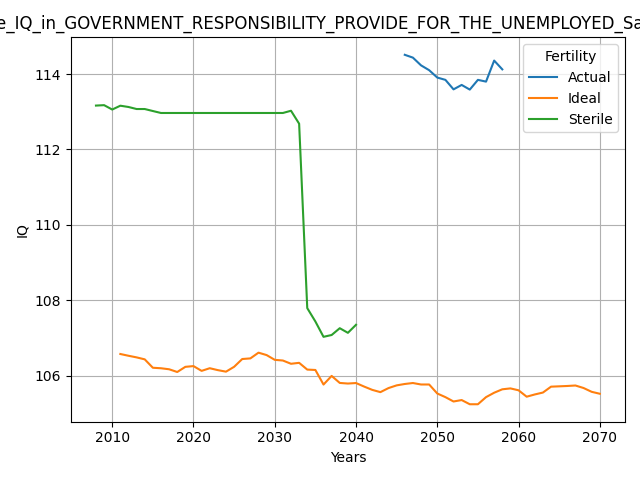 e_IQ_in_GOVERNMENT_RESPONSIBILITY_PROVIDE_FOR_THE_UNEMPLOYED_Sa
Fertility
Actual
Ideal
Sterile
114
112
110
108
106
IQ
2010 2020 2030 2040 2050 2060 2070
Years